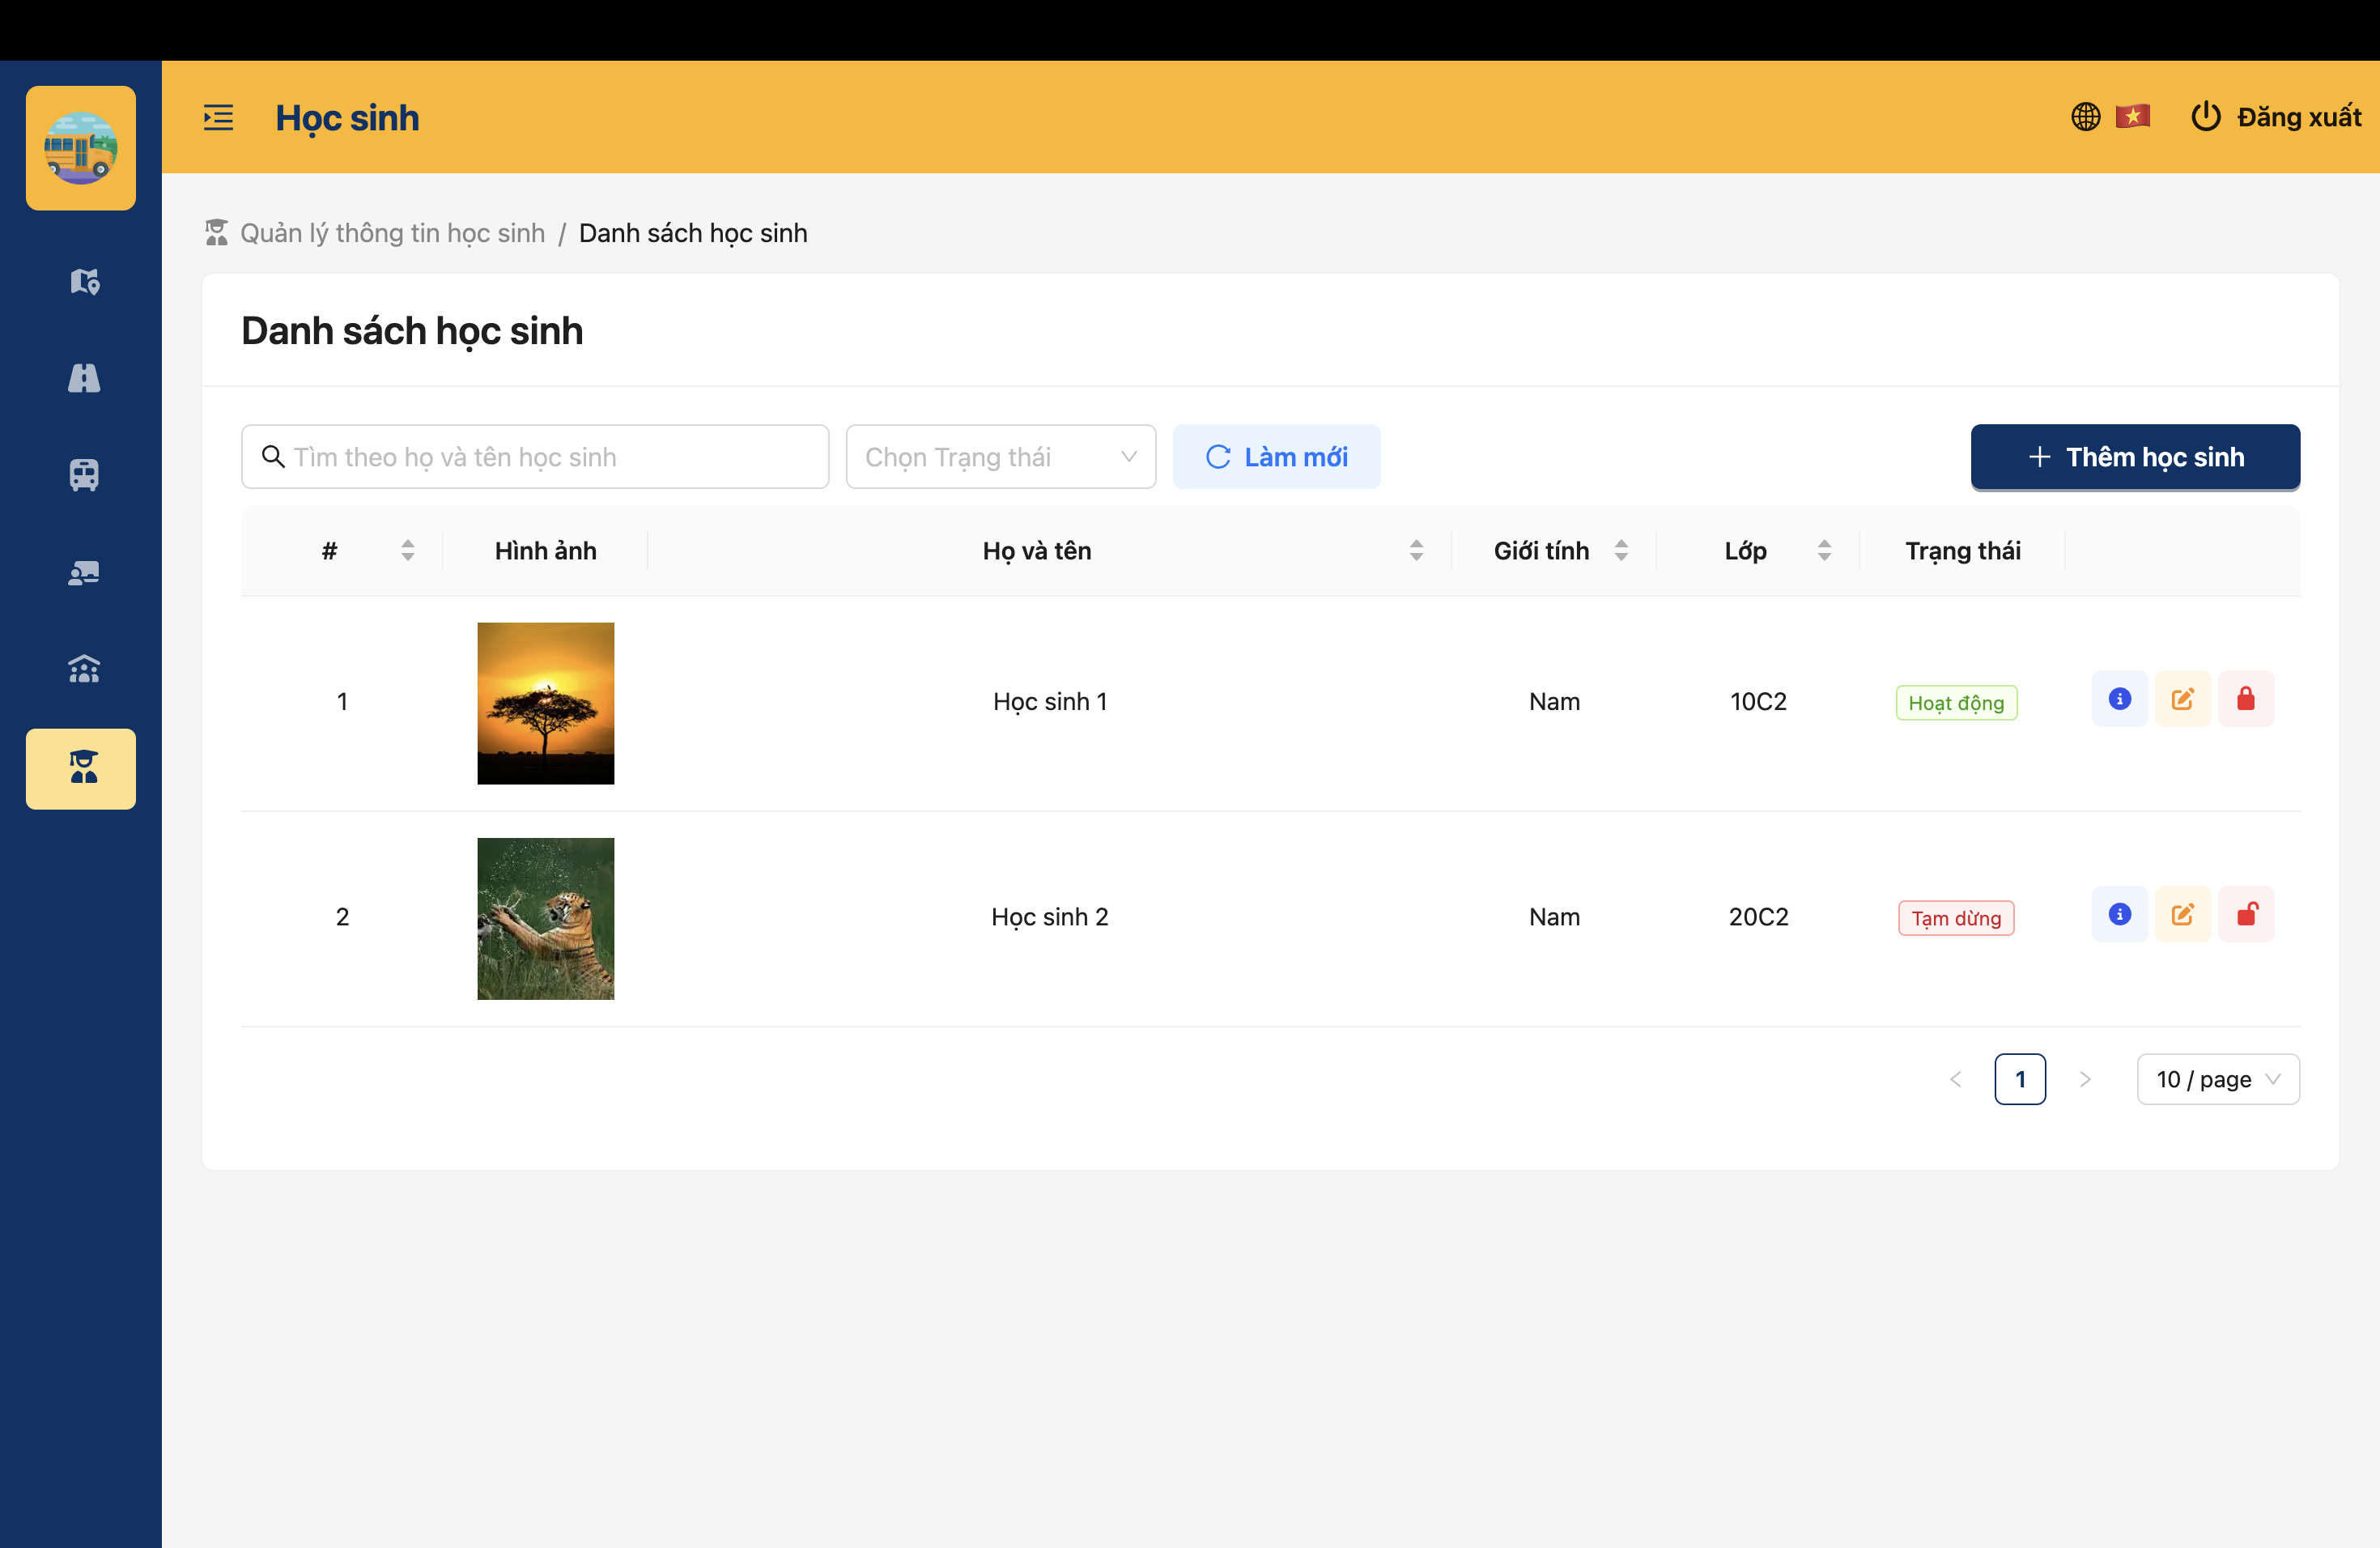 Học sinh
Đăng xuất
Quản lý thông tin học sinh / Danh sách học sinh
Danh sách học sinh
Tìm theo họ và tên học sinh
Chọn Trạng thái
Làm mới
Thêm học sinh
# Hình ảnh Họ và tên Giới tính Lớp Trạng thái
1 Học sinh 1 Nam 10C2 Hoạt động
2 Học sinh 2 Nam 20C2 Tạm dừng
1
10 / page